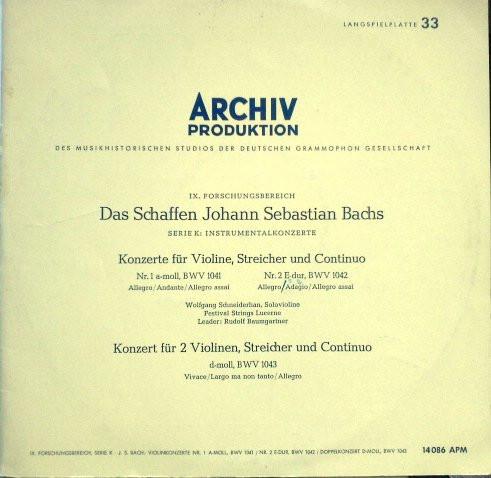 LANGSPIELPLATTE 33
ARCHIV
PRODUKTION
DES MUSIKHISTORISCHEN STUDIOS DER DEUTSCHEN GRAMMOPHON GESELLSCHAFT
IX. FORSCHUNGSBEREICH
Das Schaffen Johann Sebastian Bachs
SERIE K: INSTRUMENTALKONZERTE
Konzerte für Violine, Streicher und Continuo
Nr. 1 a-moll, BWV 1041 Nr. 2 E-dur, BWV 1042
Allegro/Andante/Allegro assai Allegro/Adagio/Allegro assai
Wolfgang Schneiderhan, Solovioline
Festival Strings Lucerne
Leader: Rudolf Baumgartner
Konzert für 2 Violinen, Streicher und Continuo
d-moll, BWV 1043
Vivace/Largo ma non tanto/Allegro
IX. FORSCHUNGSBEREICH, SERIE K · J. S. BACH: VIOLINKONZERTE NR. 1 A-MOLL, BWV 1041 / NR. 2 E-DUR, BWV 1042 / DOPPELKONZERT D-MOLL, BWV 1043 14086 APM